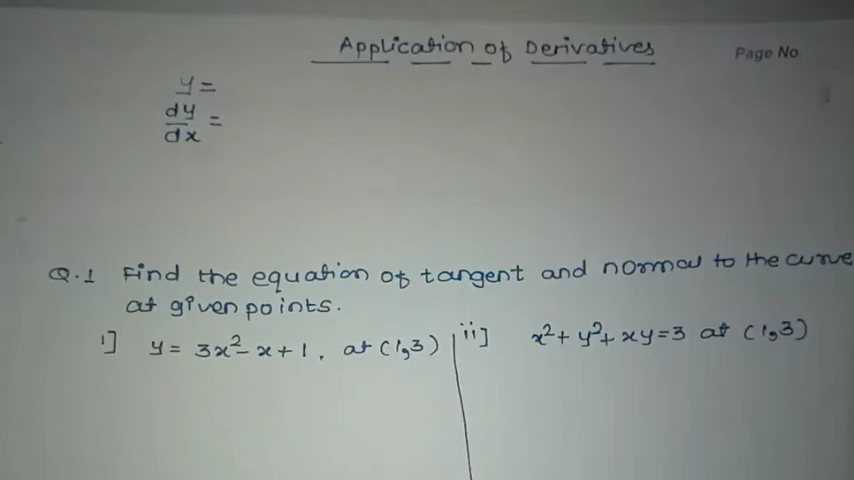 Application of Derivatives
Page No.
y =
dy/dx =
Q.1 Find the equation of tangent and normal to the curve
at given points.
i] y = 3x² - x + 1, at (1,3)
ii] x² + y² + xy = 3 at (1,3)